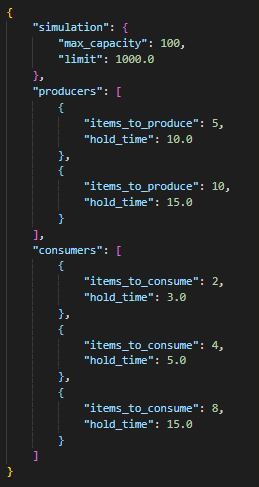 {
    "simulation": {
        "max_capacity": 100,
        "limit": 1000.0
    },
    "producers": [
        {
            "items_to_produce": 5,
            "hold_time": 10.0
        },
        {
            "items_to_produce": 10,
            "hold_time": 15.0
        }
    ],
    "consumers": [
        {
            "items_to_consume": 2,
            "hold_time": 3.0
        },
        {
            "items_to_consume": 4,
            "hold_time": 5.0
        },
        {
            "items_to_consume": 8,
            "hold_time": 15.0
        }
    ]
}